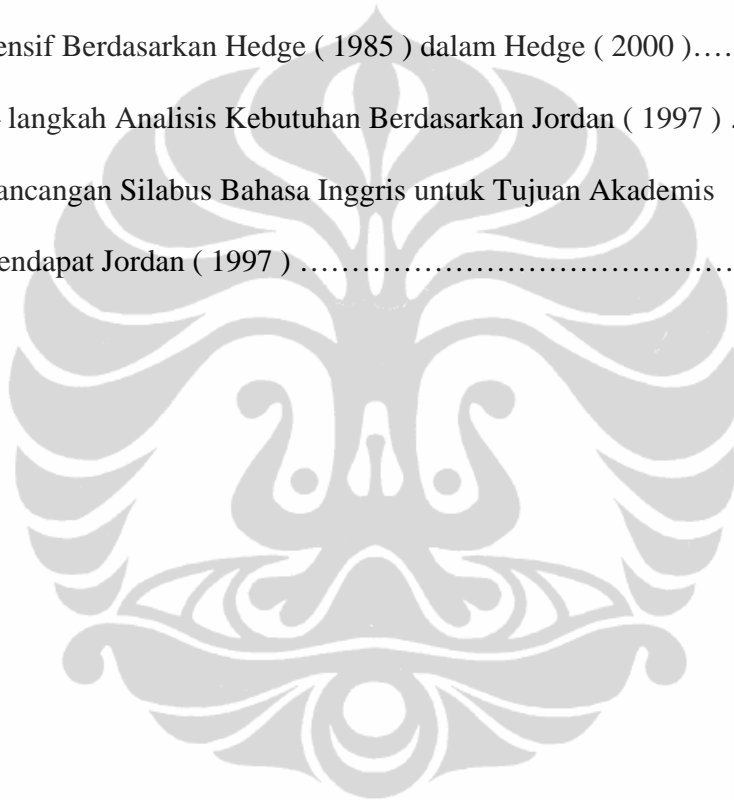 ensif Berdasarkan Hedge ( 1985 ) dalam Hedge ( 2000 )…..
langkah Analisis Kebutuhan Berdasarkan Jordan ( 1997 ) .
ancangan Silabus Bahasa Inggris untuk Tujuan Akademis
endapat Jordan ( 1997 ) ……………………………………